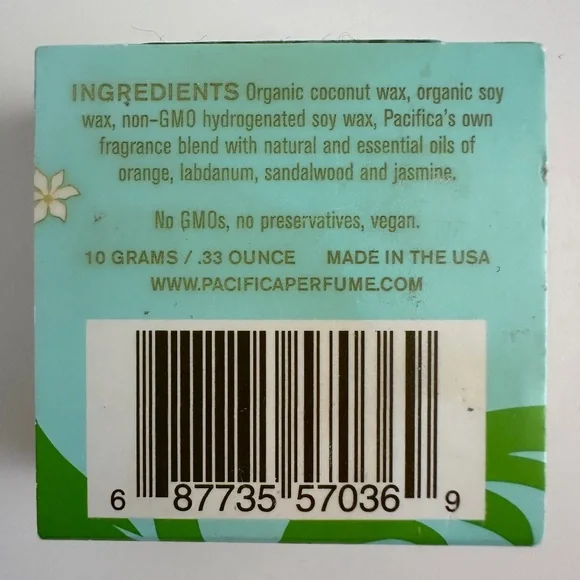 INGREDIENTS Organic coconut wax, organic soy
wax, non-GMO hydrogenated soy wax, Pacifica's own
fragrance blend with natural and essential oils of
orange, labdanum, sandalwood and jasmine.
No GMOs, no preservatives, vegan.
10 GRAMS / .33 OUNCE MADE IN THE USA
WWW.PACIFICAPERFUME.COM
6 87735 57036 9